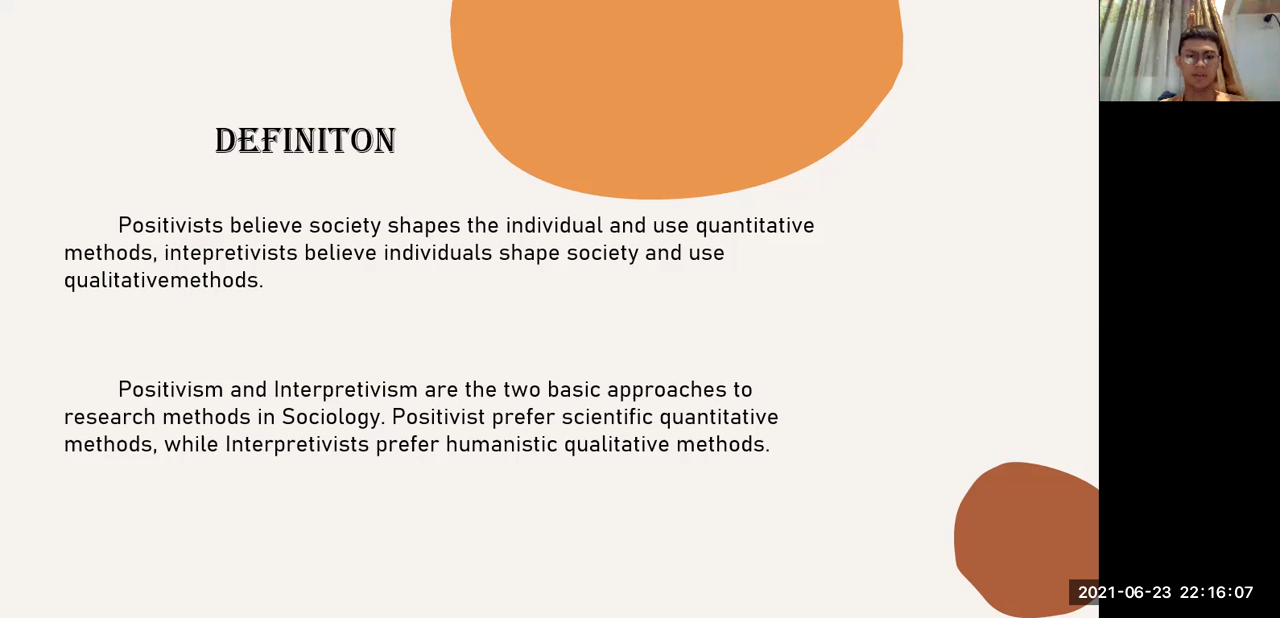 DEFINITON
Positivists believe society shapes the individual and use quantitative
methods, intepretivists believe individuals shape society and use
qualitativemethods.
Positivism and Interpretivism are the two basic approaches to
research methods in Sociology. Positivist prefer scientific quantitative
methods, while Interpretivists prefer humanistic qualitative methods.
2021-06-23 22:16:07